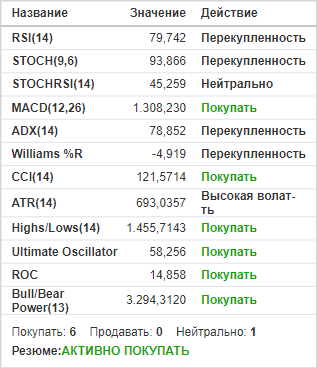 Название Значение Действие
RSI(14) 79,742 Перекупленность
STOCH(9,6) 93,866 Перекупленность
STOCHRSI(14) 45,259 Нейтрально
MACD(12,26) 1.308,230 Покупать
ADX(14) 78,852 Перекупленность
Williams %R -4,919 Перекупленность
CCI(14) 121,5714 Покупать
ATR(14) 693,0357 Высокая волат-
ть
Highs/Lows(14) 1.455,7143 Покупать
Ultimate Oscillator 58,256 Покупать
ROC 14,858 Покупать
Bull/Bear
Power(13) 3.294,3120 Покупать
Покупать: 6 Продавать: 0 Нейтрально: 1
Резюме:АКТИВНО ПОКУПАТЬ